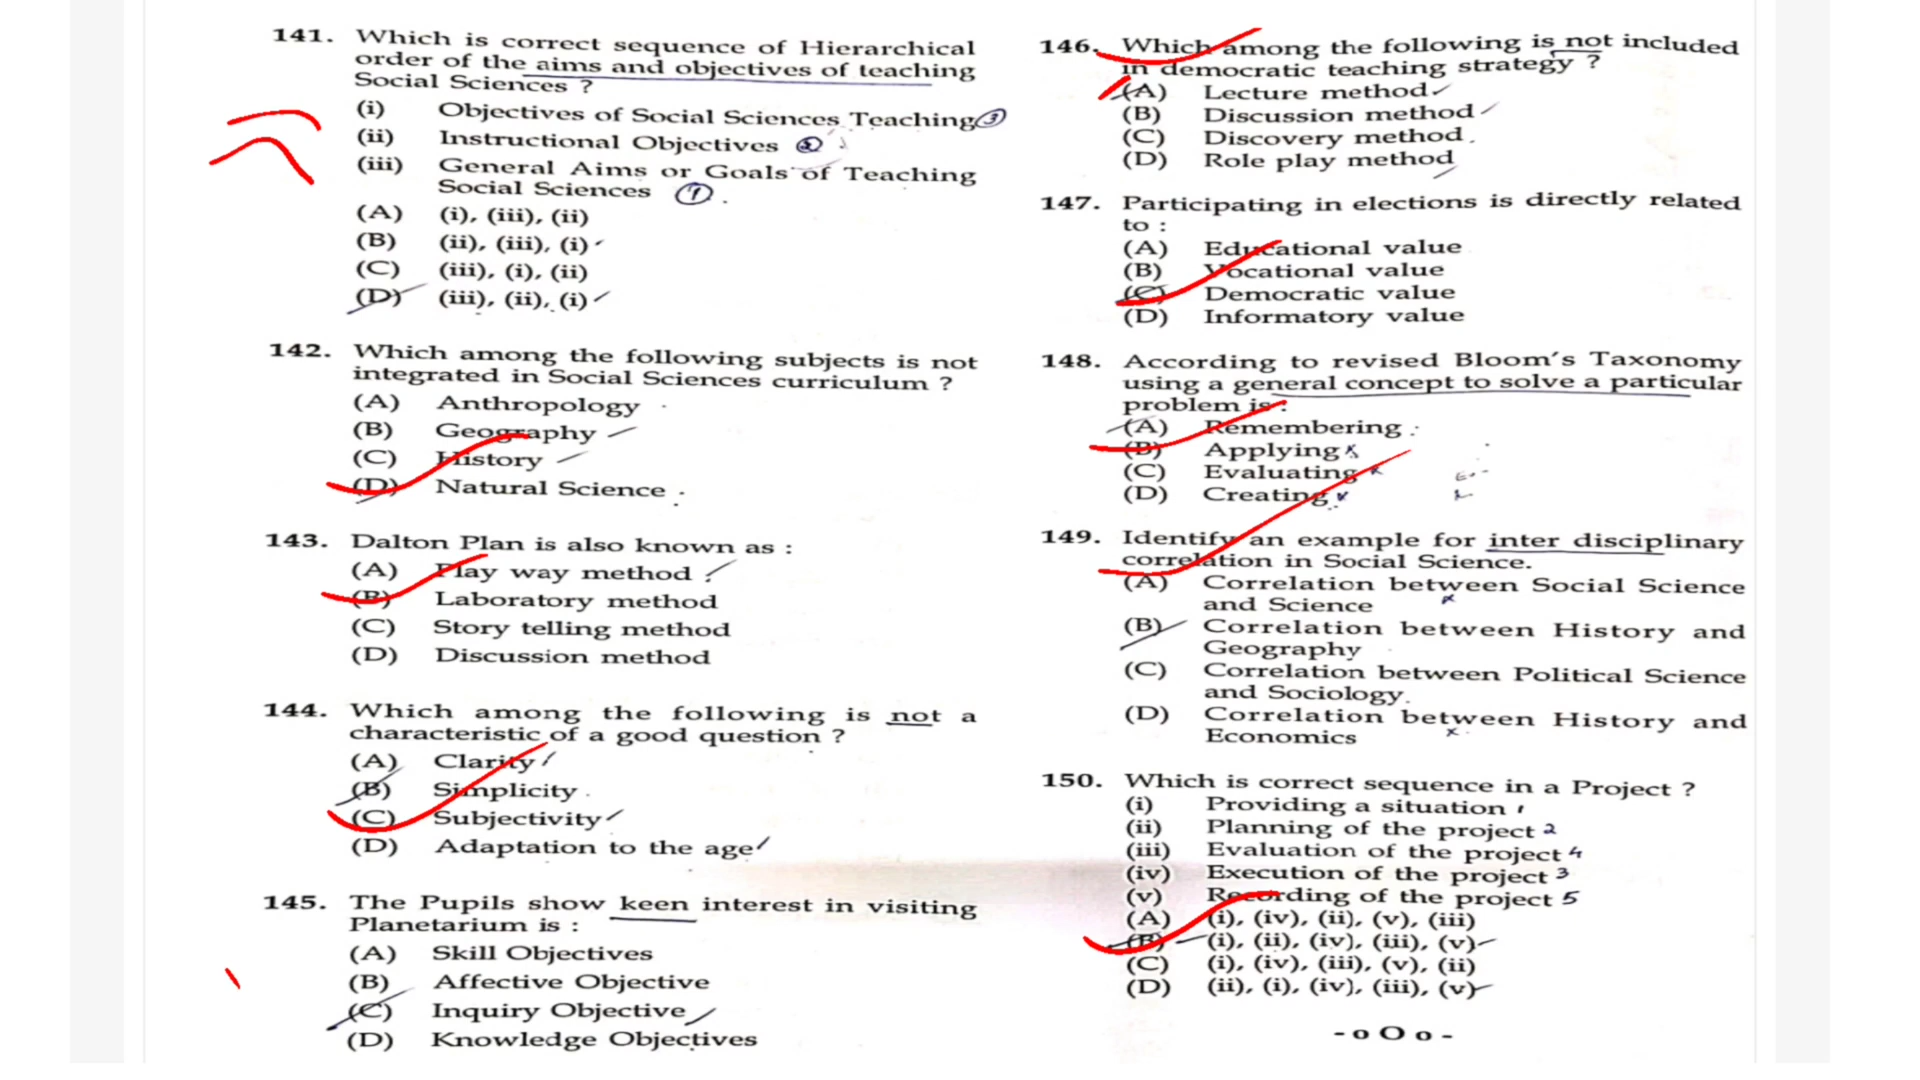 141. Which is correct sequence of Hierarchical
order of the aims and objectives of teaching
Social Sciences ?
(i) Objectives of Social Sciences Teaching 3
(ii) Instructional Objectives
(iii) General Aims or Goals of Teaching
Social Sciences 1
(A) (i), (iii), (ii)
(B) (ii), (iii), (i)
(C) (iii), (i), (ii)
(D) (iii), (ii), (i)
142. Which among the following subjects is not
integrated in Social Sciences curriculum ?
(A) Anthropology
(B) Geography
(C) History
(D) Natural Science
143. Dalton Plan is also known as :
(A) Play way method
(B) Laboratory method
(C) Story telling method
(D) Discussion method
144. Which among the following is not a
characteristic of a good question ?
(A) Clarity
(B) Simplicity
(C) Subjectivity
(D) Adaptation to the age
145. The Pupils show keen interest in visiting
Planetarium is :
(A) Skill Objectives
(B) Affective Objective
(C) Inquiry Objective
(D) Knowledge Objectives
146. Which among the following is not included
in democratic teaching strategy ?
(A) Lecture method
(B) Discussion method
(C) Discovery method
(D) Role play method
147. Participating in elections is directly related
to :
(A) Educational value
(B) Vocational value
(C) Democratic value
(D) Informatory value
148. According to revised Bloom's Taxonomy
using a general concept to solve a particular
problem is :
(A) Remembering
(B) Applying
(C) Evaluating
(D) Creating
149. Identify an example for inter disciplinary
correlation in Social Science.
(A) Correlation between Social Science
and Science
(B) Correlation between History and
Geography
(C) Correlation between Political Science
and Sociology.
(D) Correlation between History and
Economics
150. Which is correct sequence in a Project ?
(i) Providing a situation 1
(ii) Planning of the project 2
(iii) Evaluation of the project 4
(iv) Execution of the project 3
(v) Recording of the project 5
(A) (i), (iv), (ii), (v), (iii)
(B) (i), (ii), (iv), (iii), (v)
(C) (i), (iv), (iii), (v), (ii)
(D) (ii), (i), (iv), (iii), (v)
- o O o -